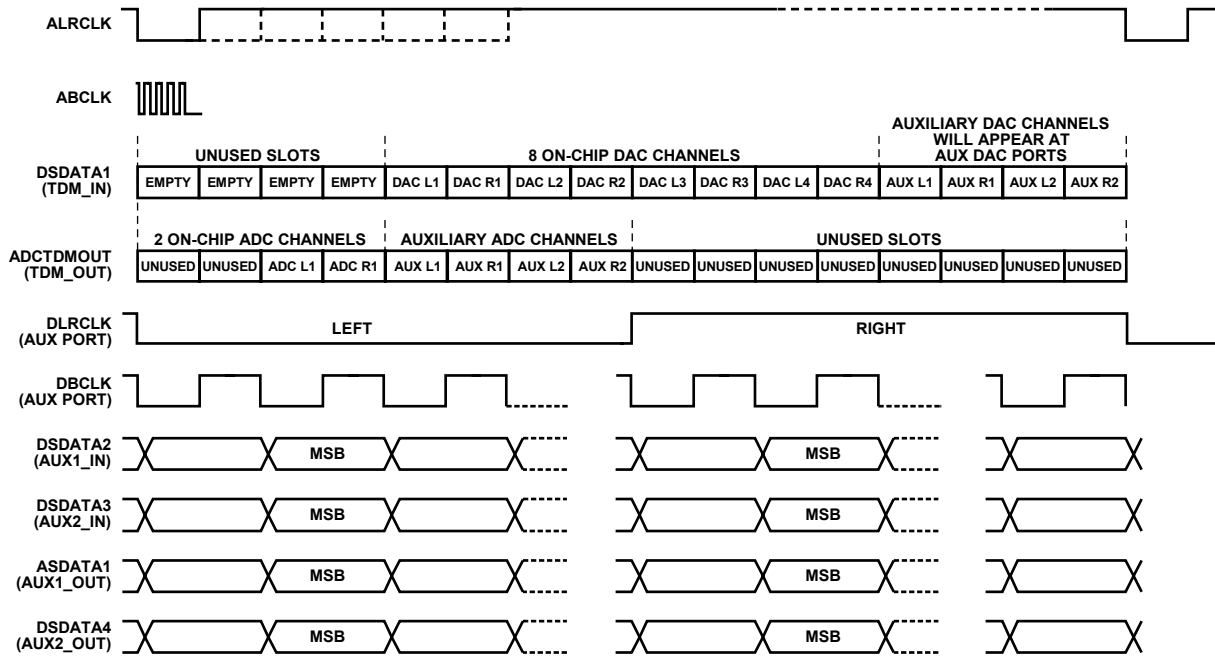 ALRCLK
ABCLK
AUXILIARY DAC CHANNELS
WILL APPEAR AT
AUX DAC PORTS
UNUSED SLOTS
8 ON-CHIP DAC CHANNELS
DSDATA1
(TDM_IN)
EMPTY EMPTY EMPTY EMPTY DAC L1 DAC R1 DAC L2 DAC R2 DAC L3 DAC R3 DAC L4 DAC R4 AUX L1 AUX R1 AUX L2 AUX R2
2 ON-CHIP ADC CHANNELS
AUXILIARY ADC CHANNELS
UNUSED SLOTS
ADCTDMOUT
(TDM_OUT)
UNUSED UNUSED ADC L1 ADC R1 AUX L1 AUX R1 AUX L2 AUX R2 UNUSED UNUSED UNUSED UNUSED UNUSED UNUSED UNUSED UNUSED
DLRCLK
(AUX PORT)
LEFT
RIGHT
DBCLK
(AUX PORT)
DSDATA2
(AUX1_IN)
MSB
MSB
DSDATA3
(AUX2_IN)
MSB
MSB
ASDATA1
(AUX1_OUT)
MSB
MSB
DSDATA4
(AUX2_OUT)
MSB
MSB